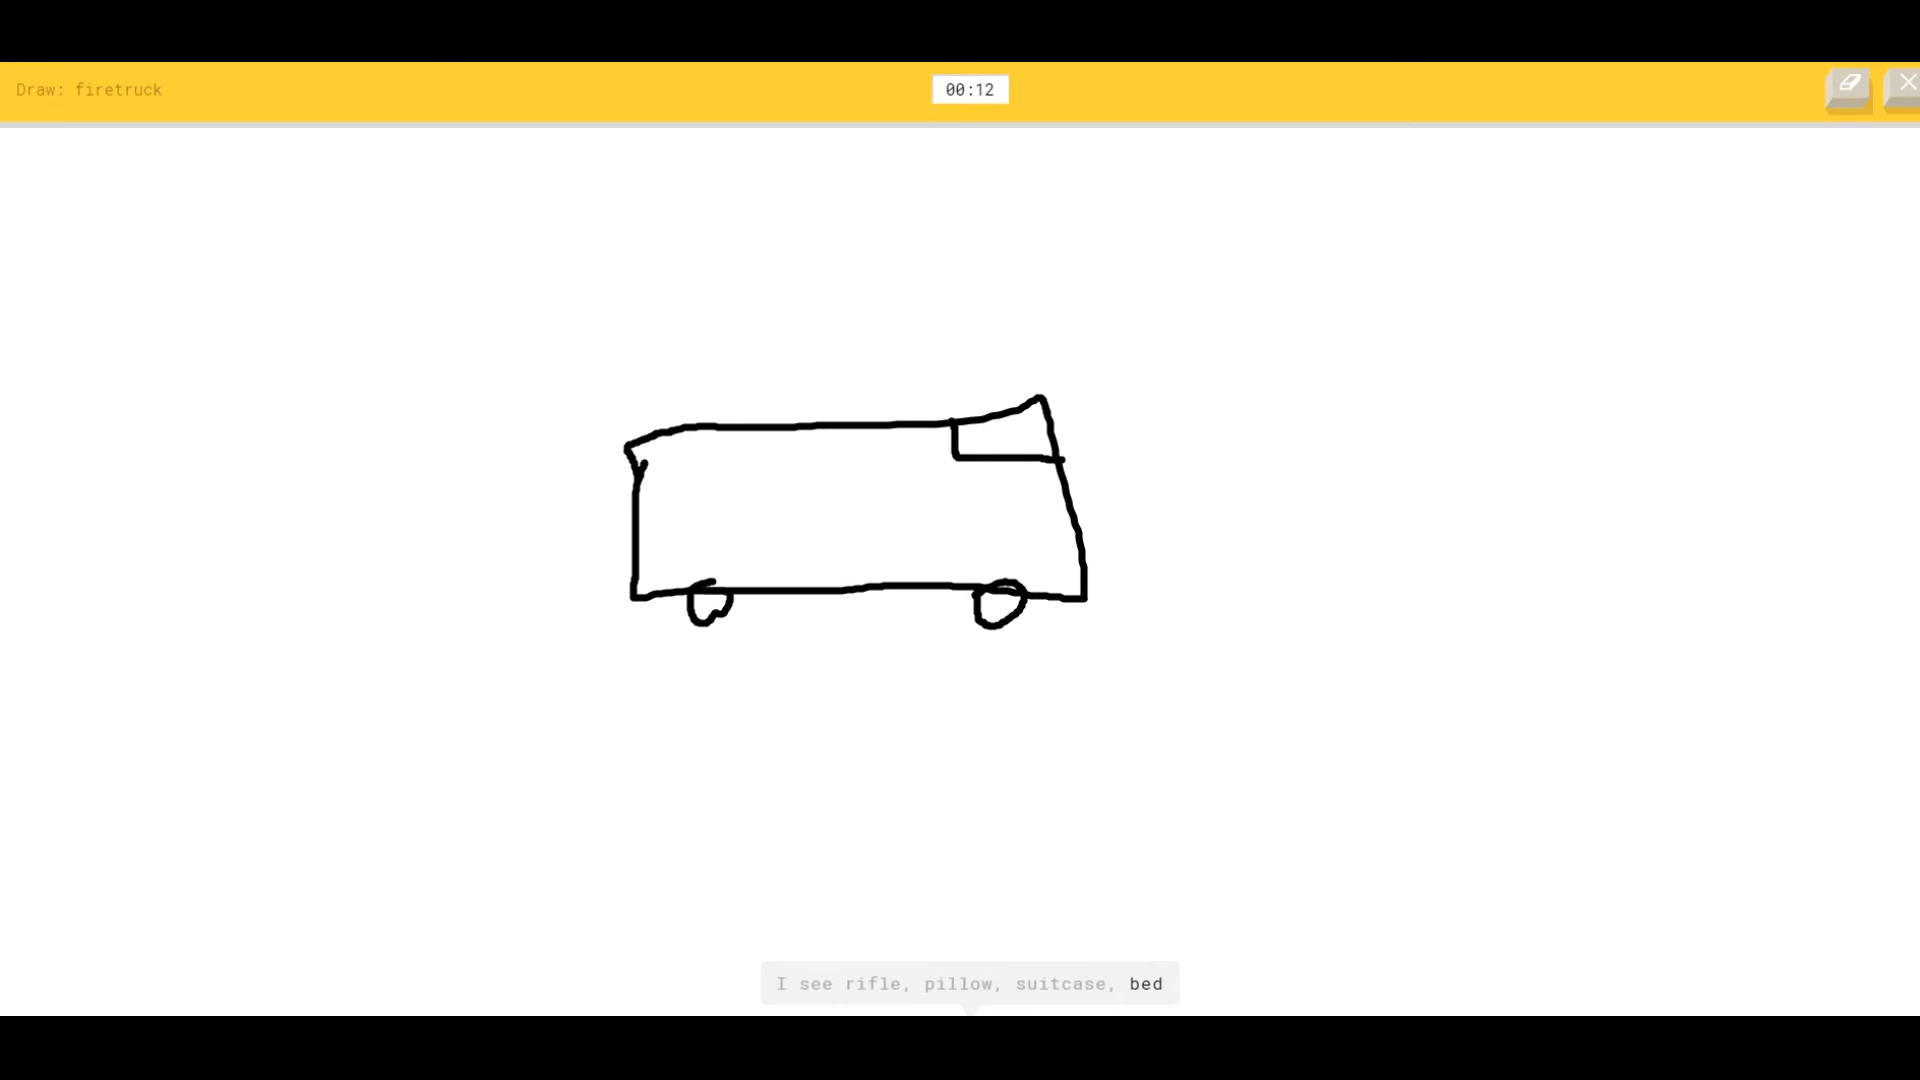 Draw: firetruck
00:12
I see rifle, pillow, suitcase, bed